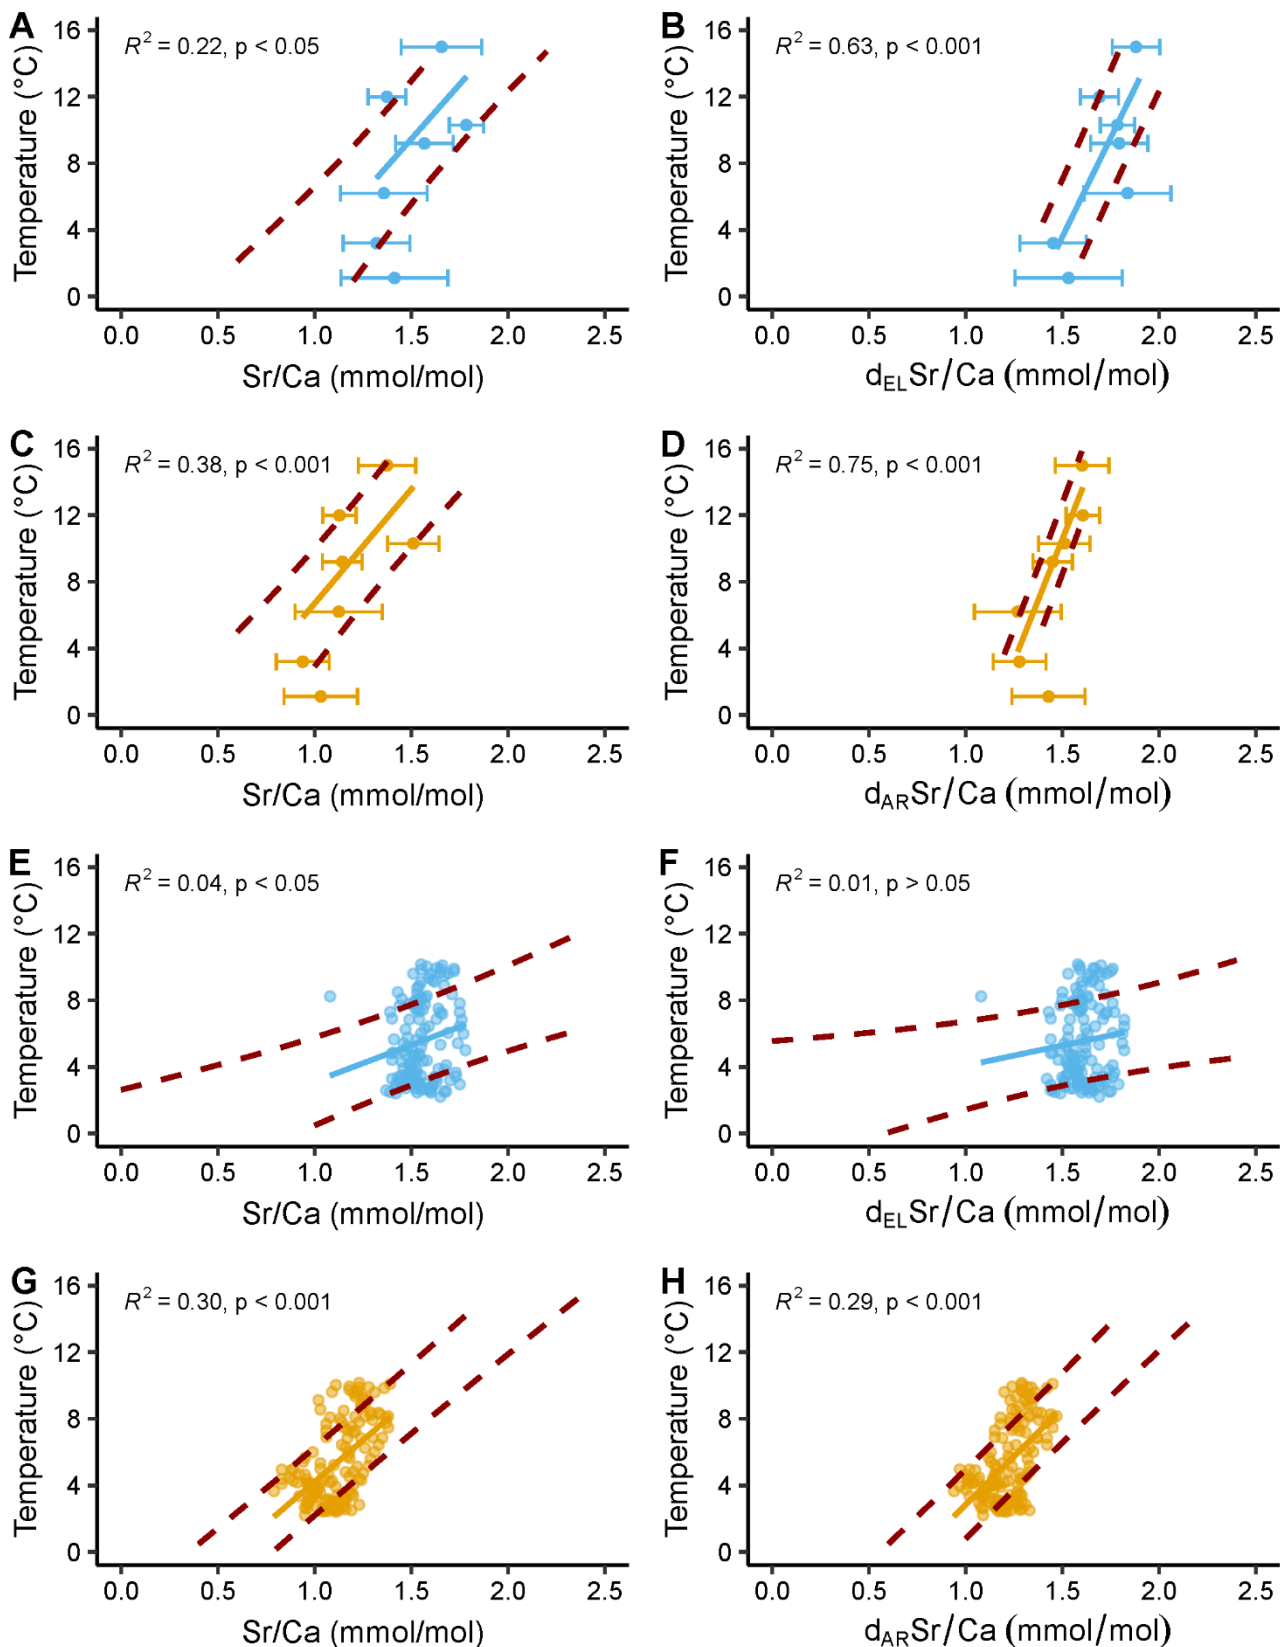 A
R² = 0.22, p < 0.05
Temperature (°C)
16
12
8
4
0
0.0 0.5 1.0 1.5 2.0 2.5
Sr/Ca (mmol/mol)
B
R² = 0.63, p < 0.001
Temperature (°C)
16
12
8
4
0
0.0 0.5 1.0 1.5 2.0 2.5
dELSr/Ca (mmol/mol)
C
R² = 0.38, p < 0.001
Temperature (°C)
16
12
8
4
0
0.0 0.5 1.0 1.5 2.0 2.5
Sr/Ca (mmol/mol)
D
R² = 0.75, p < 0.001
Temperature (°C)
16
12
8
4
0
0.0 0.5 1.0 1.5 2.0 2.5
dARSr/Ca (mmol/mol)
E
R² = 0.04, p < 0.05
Temperature (°C)
16
12
8
4
0
0.0 0.5 1.0 1.5 2.0 2.5
Sr/Ca (mmol/mol)
F
R² = 0.01, p > 0.05
Temperature (°C)
16
12
8
4
0
0.0 0.5 1.0 1.5 2.0 2.5
dELSr/Ca (mmol/mol)
G
R² = 0.30, p < 0.001
Temperature (°C)
16
12
8
4
0
0.0 0.5 1.0 1.5 2.0 2.5
Sr/Ca (mmol/mol)
H
R² = 0.29, p < 0.001
Temperature (°C)
16
12
8
4
0
0.0 0.5 1.0 1.5 2.0 2.5
dARSr/Ca (mmol/mol)